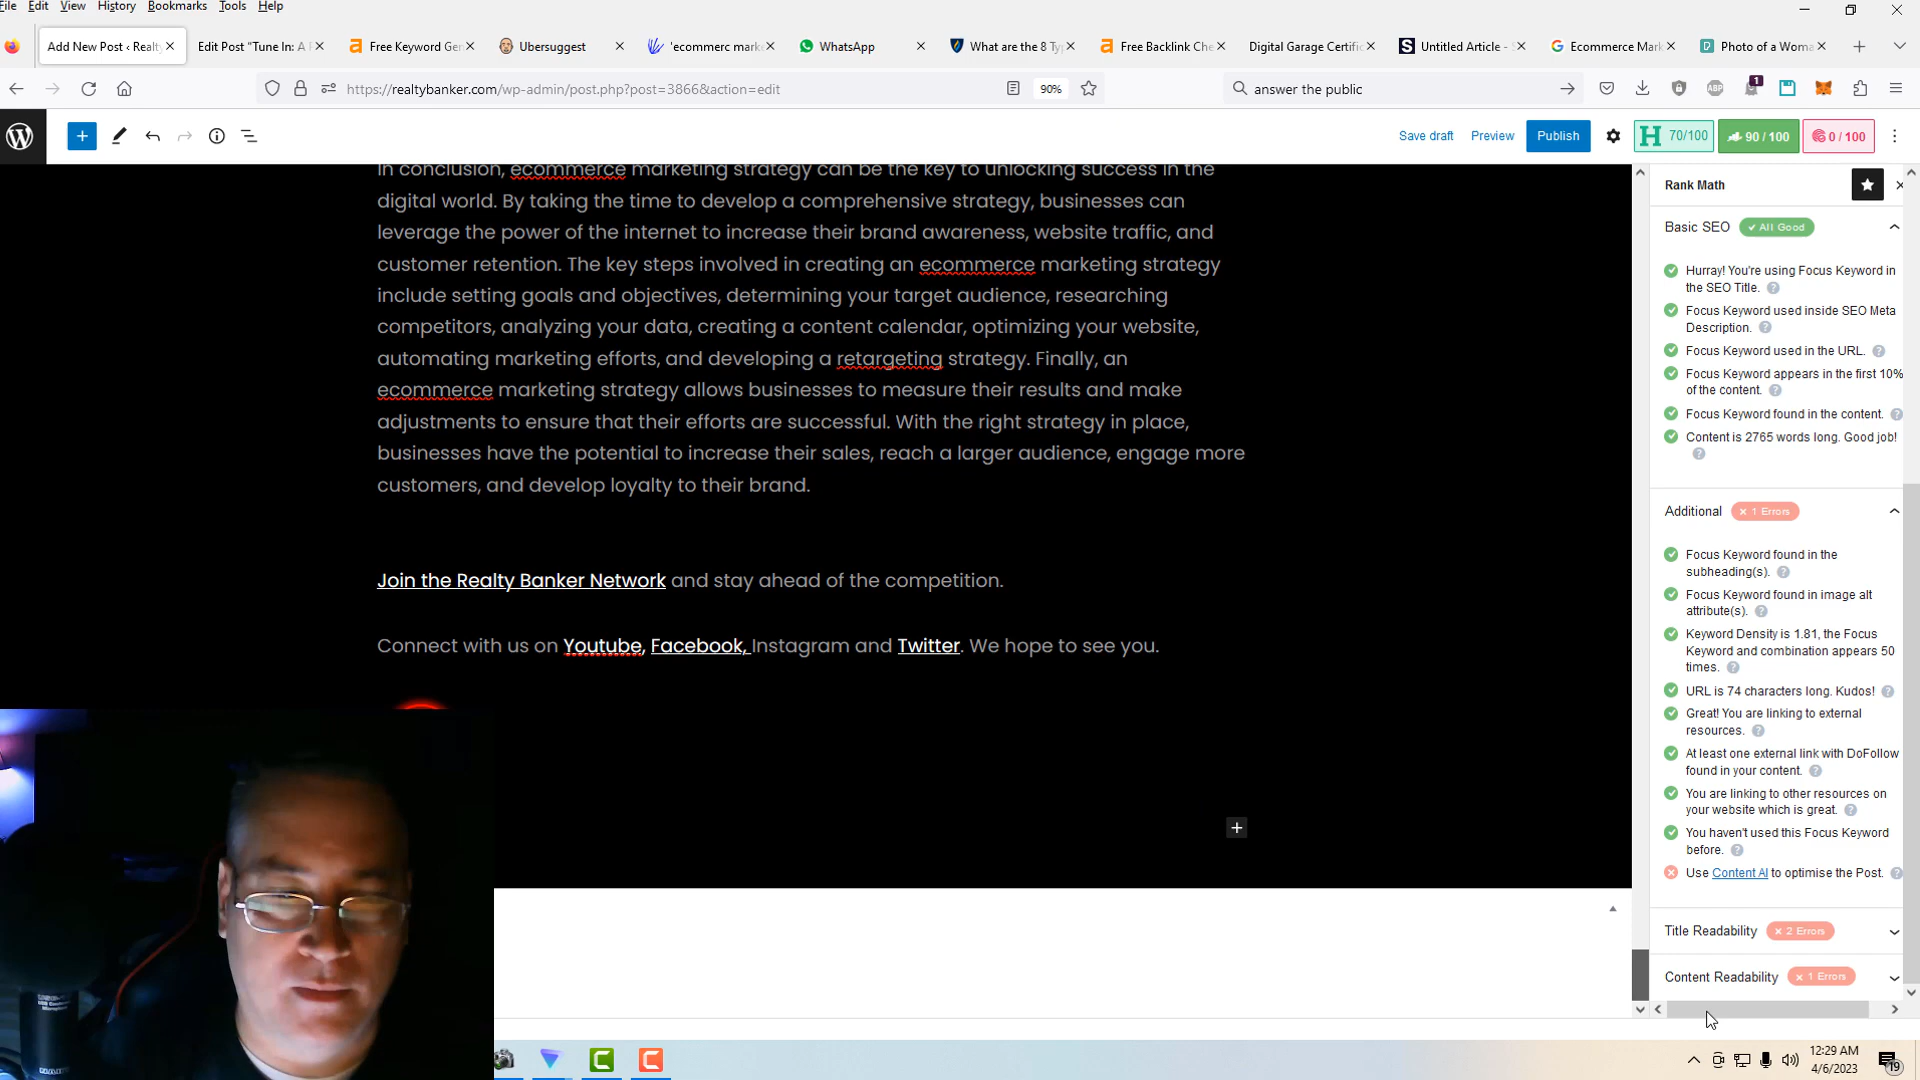 File Edit View History Bookmarks Tools Help
Add New Post ‹ Realty
Edit Post "Tune In: A F
Free Keyword Gen
Ubersuggest
'ecommerc mark
WhatsApp
What are the 8 Ty
Free Backlink Che
Digital Garage Certific
Untitled Article - S
Ecommerce Mark
Photo of a Woma
https://realtybanker.com/wp-admin/post.php?post=3866&action=edit
90%
answer the public
1
Save draft
Preview
Publish
70/100
90 / 100
0 / 100
In conclusion, ecommerce marketing strategy can be the key to unlocking success in the
digital world. By taking the time to develop a comprehensive strategy, businesses can
leverage the power of the internet to increase their brand awareness, website traffic, and
customer retention. The key steps involved in creating an ecommerce marketing strategy
include setting goals and objectives, determining your target audience, researching
competitors, analyzing your data, creating a content calendar, optimizing your website,
automating marketing efforts, and developing a retargeting strategy. Finally, an
ecommerce marketing strategy allows businesses to measure their results and make
adjustments to ensure that their efforts are successful. With the right strategy in place,
businesses have the potential to increase their sales, reach a larger audience, engage more
customers, and develop loyalty to their brand.
Join the Realty Banker Network and stay ahead of the competition.
Connect with us on Youtube, Facebook, Instagram and Twitter. We hope to see you.
Rank Math
Basic SEO
All Good
Hurray! You're using Focus Keyword in
the SEO Title.
Focus Keyword used inside SEO Meta
Description.
Focus Keyword used in the URL.
Focus Keyword appears in the first 10%
of the content.
Focus Keyword found in the content.
Content is 2765 words long. Good job!
Additional
× 1 Errors
Focus Keyword found in the
subheading(s).
Focus Keyword found in image alt
attribute(s).
Keyword Density is 1.81, the Focus
Keyword and combination appears 50
times.
URL is 74 characters long. Kudos!
Great! You are linking to external
resources.
At least one external link with DoFollow
found in your content.
You are linking to other resources on
your website which is great.
You haven't used this Focus Keyword
before.
Use Content AI to optimise the Post.
Title Readability
× 2 Errors
Content Readability
× 1 Errors
12:29 AM
4/6/2023
19